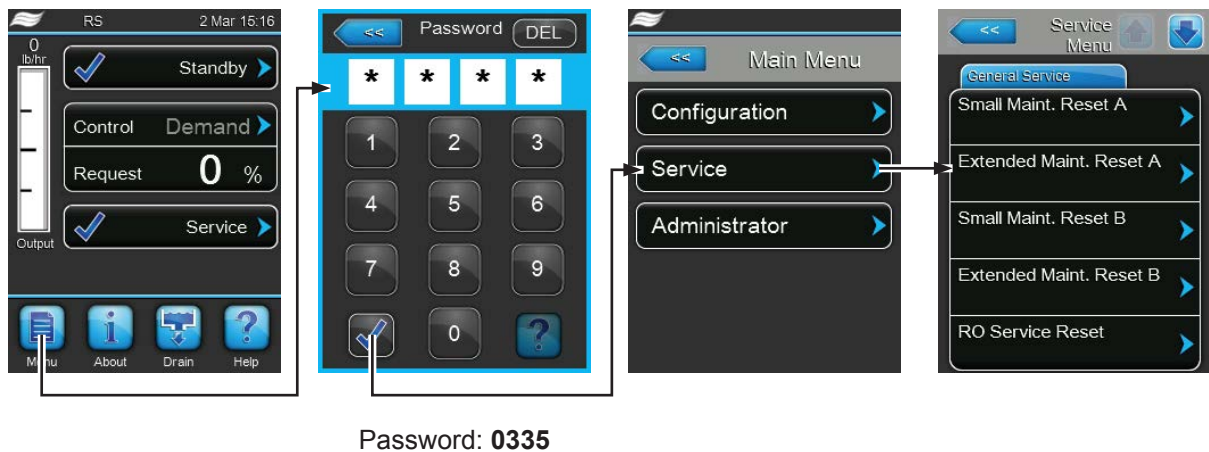 RS 2 Mar 15:16
0
lb/hr
Standby
Control Demand
Request 0 %
Service
Output
Menu About Drain Help
<< Password DEL
* * * *
1 2 3
4 5 6
7 8 9
0 ?
<< Main Menu
Configuration
Service
Administrator
<< Service Menu
General Service
Small Maint. Reset A
Extended Maint. Reset A
Small Maint. Reset B
Extended Maint. Reset B
RO Service Reset
Password: 0335